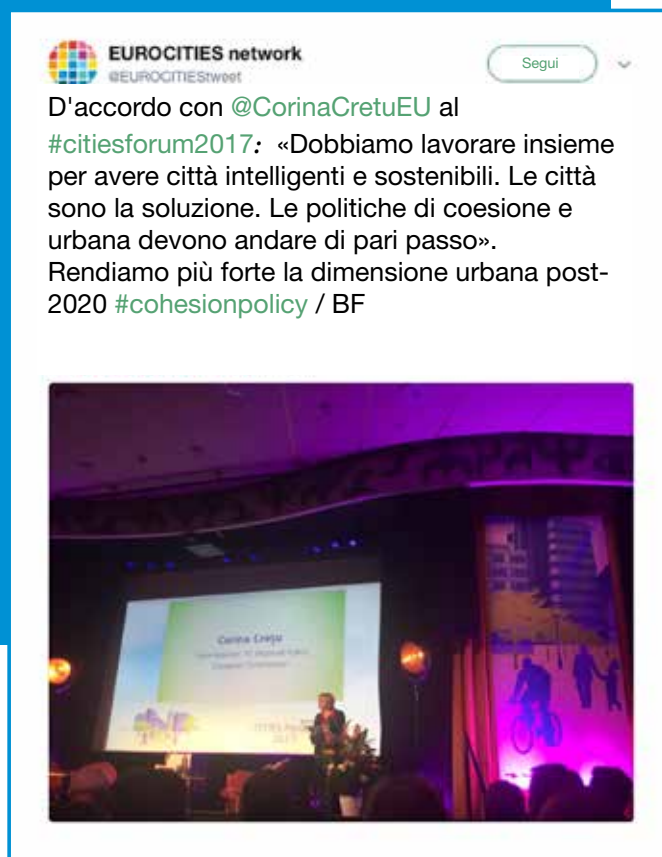 EUROCITIES network
@EUROCITIEStweet
Segui
D'accordo con @CorinaCretuEU al
#citiesforum2017: «Dobbiamo lavorare insieme
per avere città intelligenti e sostenibili. Le città
sono la soluzione. Le politiche di coesione e
urbana devono andare di pari passo».
Rendiamo più forte la dimensione urbana post-
2020 #cohesionpolicy / BF
Corina Crețu